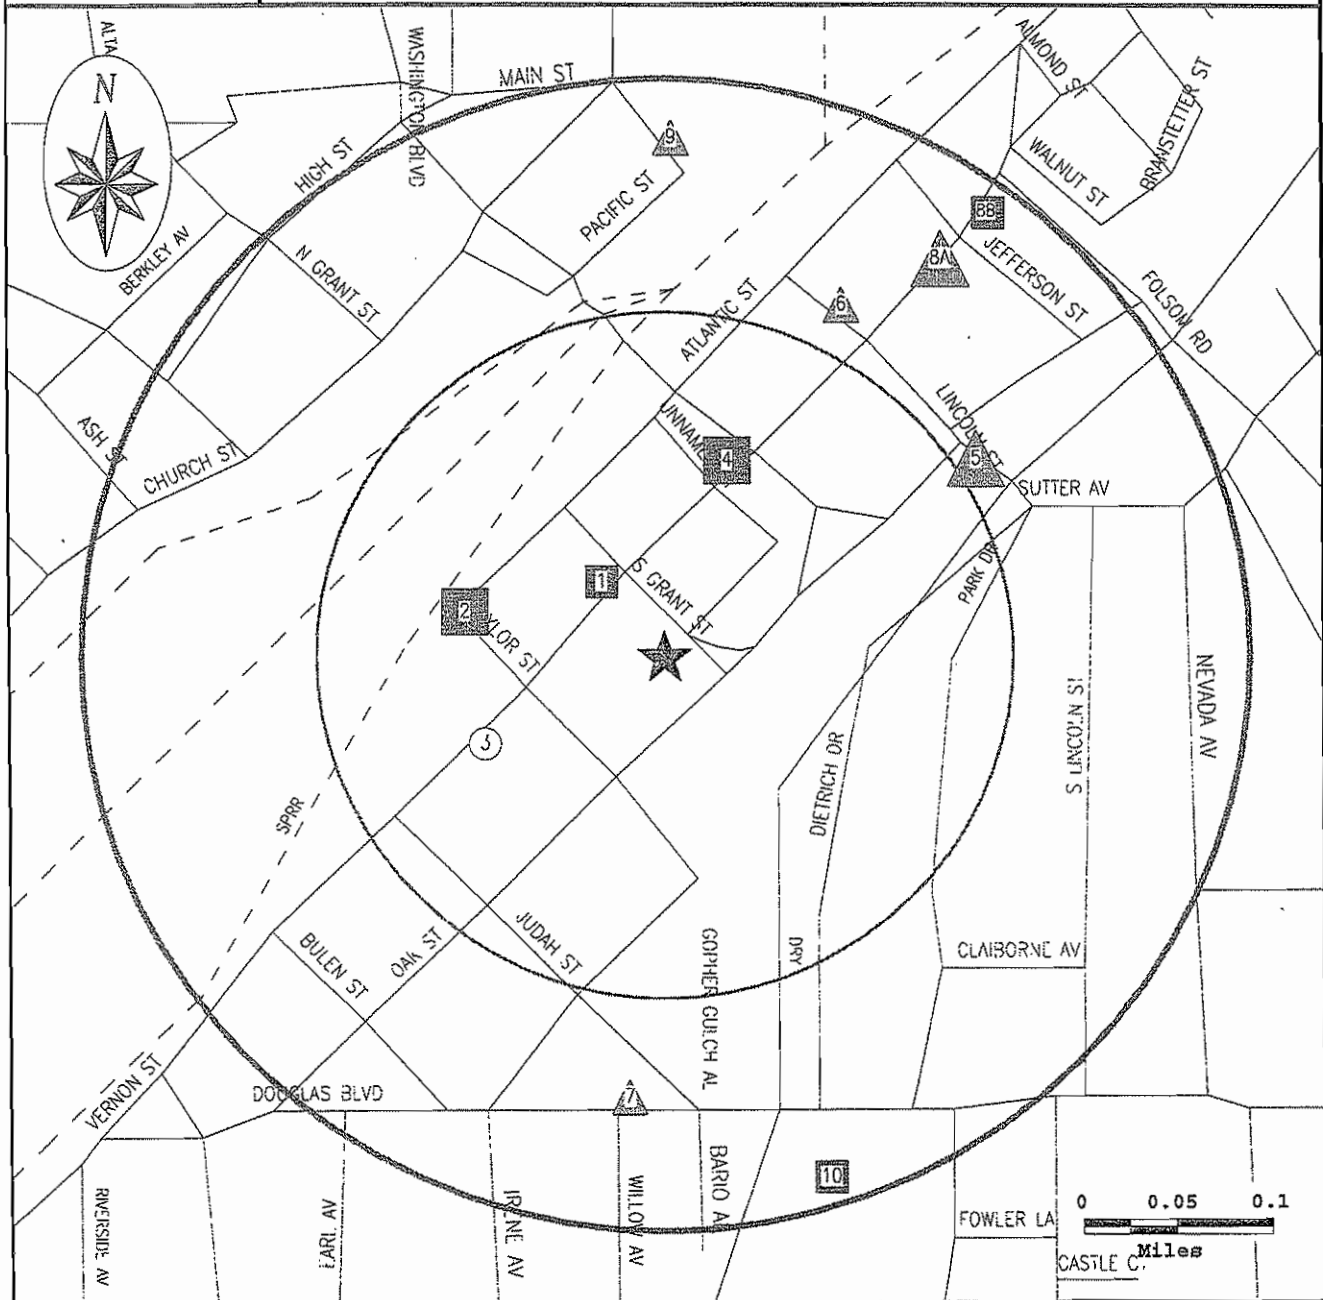 ALTA
WASHINGTON BLVD
MAIN ST
ALMOND ST
BRANSTETTER ST
N
HIGH ST
9
WALNUT ST
PACIFIC ST
BERKLEY AV
8B
N GRANT ST
JEFFERSON ST
8A
FOLSOM RD
6
ATLANTIC ST
LINCOLN ST
ASH ST
CHURCH ST
4
5
SUTTER AV
PARK DR
1
S GRANT ST
2
NEVADA AV
S LINCOLN ST
DIETRICH DR
SPRR
JUDAH ST
OAK ST
BULEN ST
GOPHER GULCH AL
DRY
CLAIBORNE AV
VERNON ST
DOUGLAS BLVD
7
BARIO A
10
RIVERSIDE AV
EARL AV
IRENE AV
WILLOW AV
FOWLER LA
0 0.05 0.1
Miles
CASTLE C